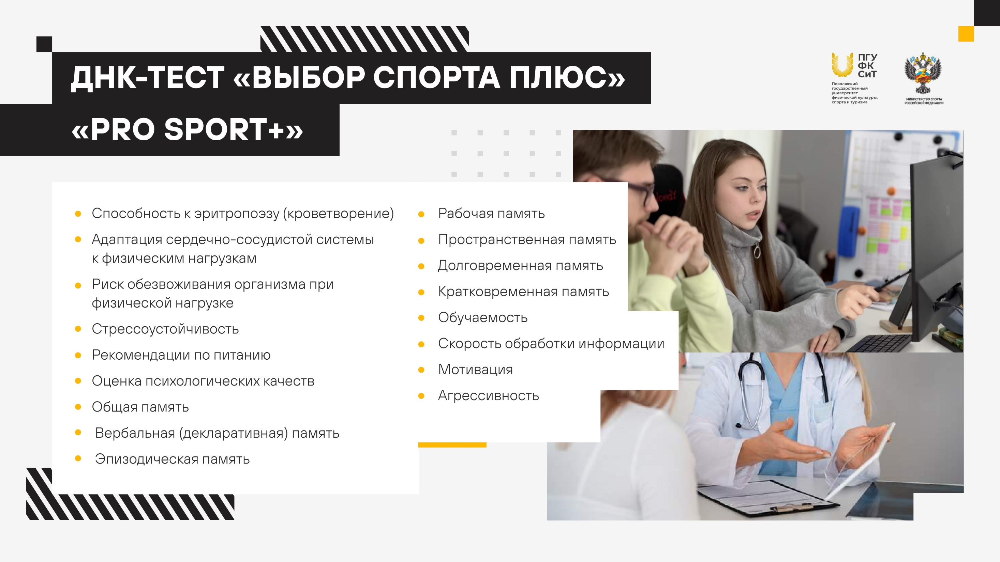 ДНК-ТЕСТ «ВЫБОР СПОРТА ПЛЮС»
«PRO SPORT+»
ПГУ
ФК
СиТ
Поволжский
государственный
университет
физической культуры,
спорта и туризма
МИНИСТЕРСТВО СПОРТА
РОССИЙСКОЙ ФЕДЕРАЦИИ
Способность к эритропоэзу (кроветворение)
Адаптация сердечно-сосудистой системы
к физическим нагрузкам
Риск обезвоживания организма при
физической нагрузке
Стрессоустойчивость
Рекомендации по питанию
Оценка психологических качеств
Общая память
Вербальная (декларативная) память
Эпизодическая память
Рабочая память
Пространственная память
Долговременная память
Кратковременная память
Обучаемость
Скорость обработки информации
Мотивация
Агрессивность